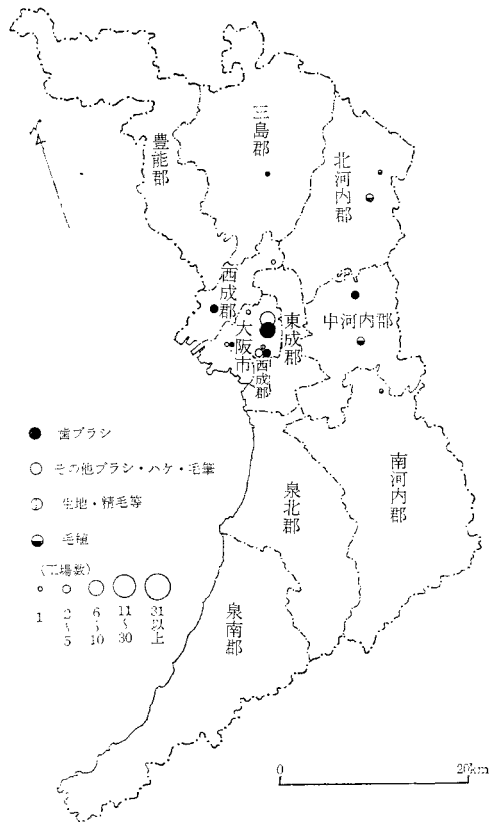 三島郡
豊能郡
北河内郡
西成郡
東成郡
中河内郡
大阪市
西成郡
南河内郡
泉北郡
泉南郡
歯ブラシ
その他ブラシ・ハケ・毛筆
生地・精毛等
毛植
(工場数)
1
2~5
6~10
11~30
31以上
0 20km